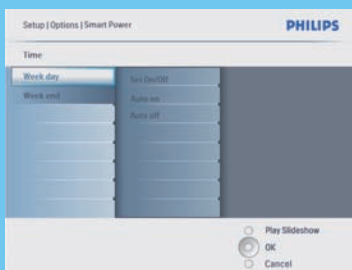 Setup | Options | Smart Power
PHILIPS
Time
Week day
Week end
Set On/Off
Auto on
Auto off
Play Slideshow
OK
Cancel